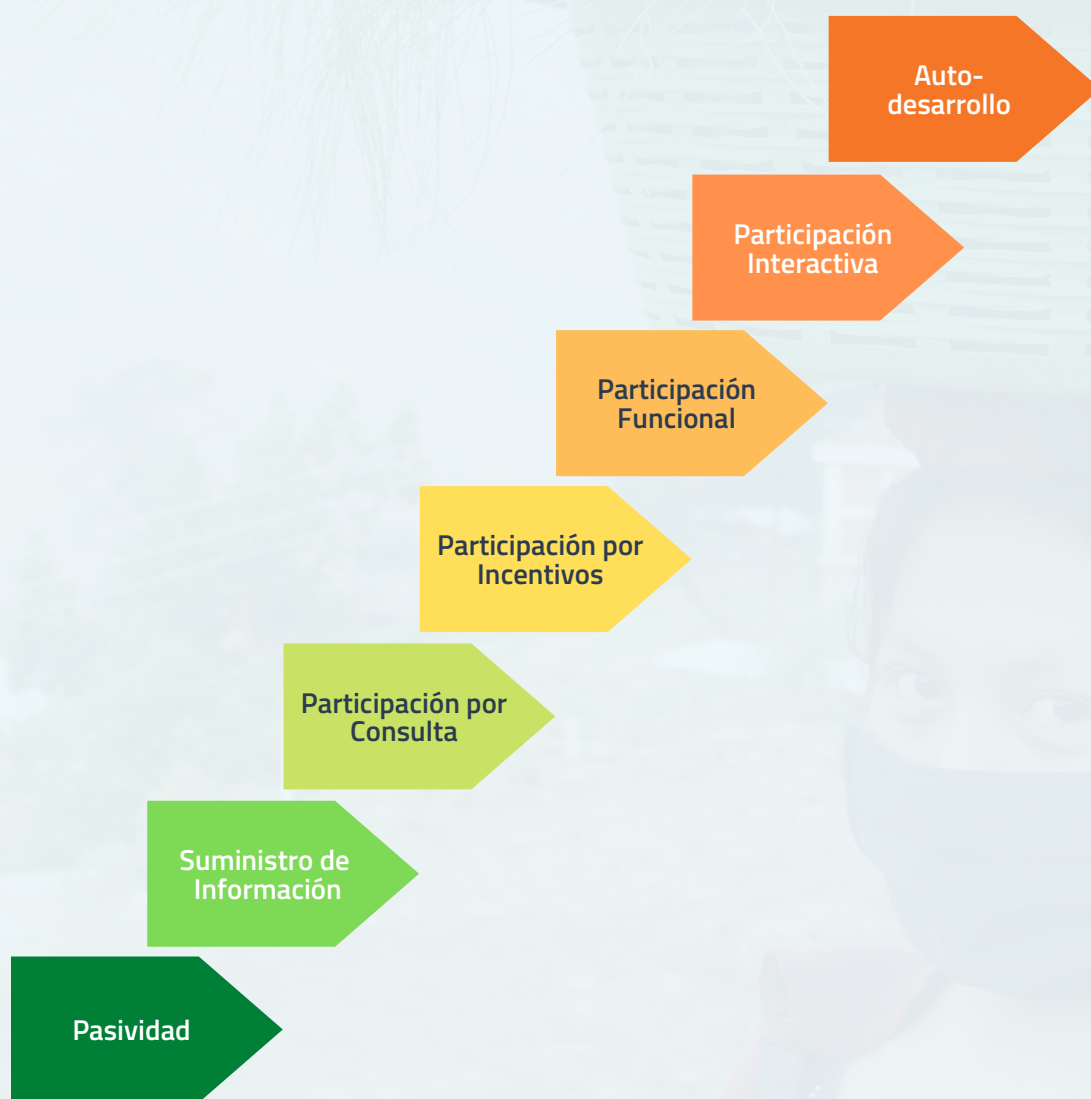 Auto-
desarrollo
Participación
Interactiva
Participación
Funcional
Participación por
Incentivos
Participación por
Consulta
Suministro de
Información
Pasividad